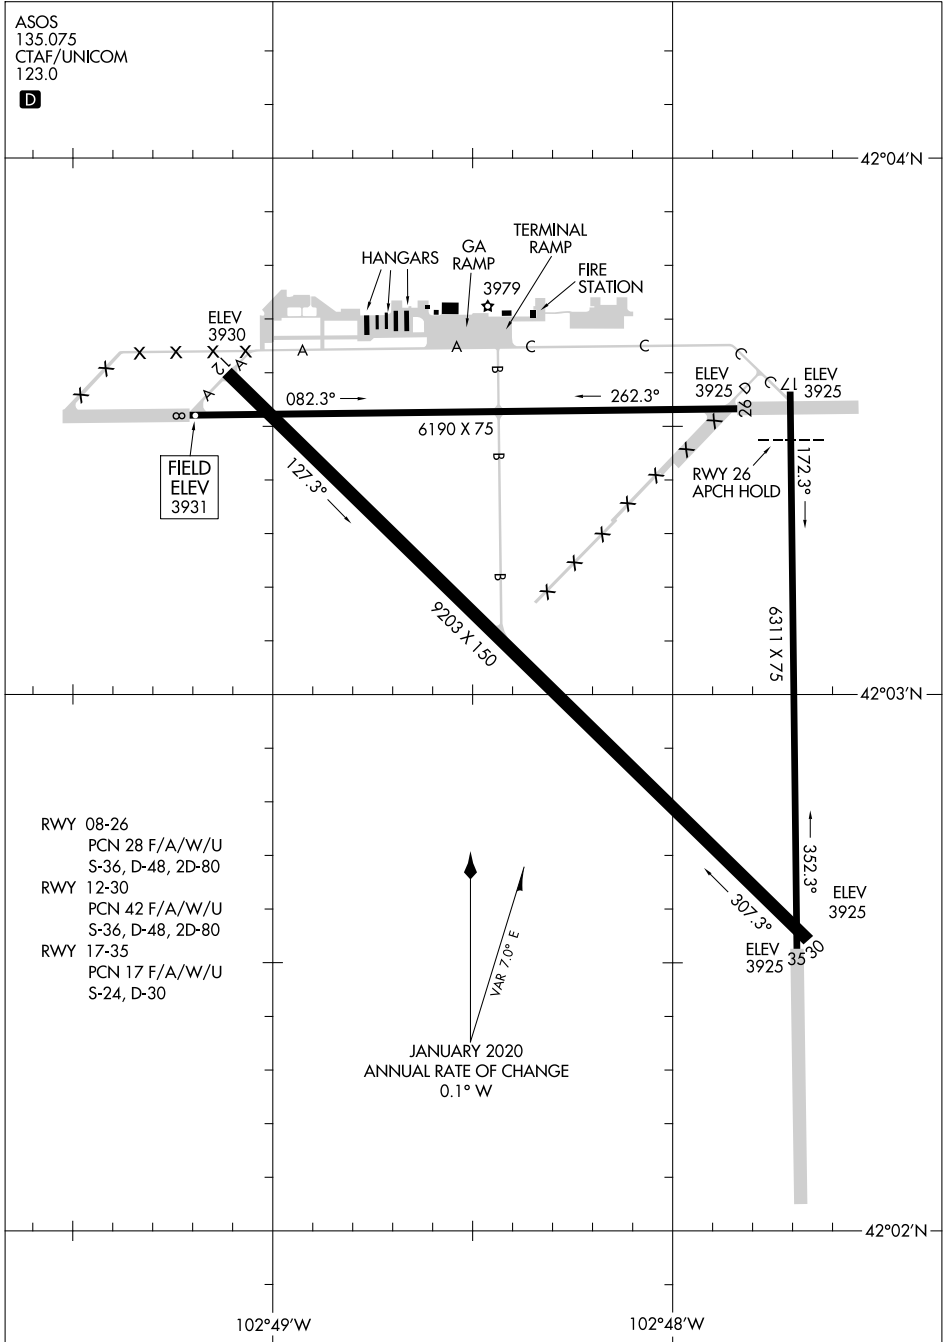 ASOS
135.075
CTAF/UNICOM
123.0
D
42°04'N
TERMINAL
RAMP
GA
RAMP
HANGARS
FIRE
STATION
3979
ELEV
3930
X
X
X
X
X
X
A
A
C
C
C
A
A
B
D
C
12
ELEV
3925
17
ELEV
3925
082.3°
262.3°
8
26
6190 X 75
FIELD
ELEV
3931
127.3°
B
X
X
X
X
X
X
X
RWY 26
APCH HOLD
172.3°
B
9203 X 150
6311 X 75
42°03'N
RWY 08-26
PCN 28 F/A/W/U
S-36, D-48, 2D-80
RWY 12-30
PCN 42 F/A/W/U
S-36, D-48, 2D-80
RWY 17-35
PCN 17 F/A/W/U
S-24, D-30
352.3°
307.3°
ELEV
3925
ELEV
3925
35
30
VAR 7.0° E
JANUARY 2020
ANNUAL RATE OF CHANGE
0.1° W
42°02'N
102°49'W
102°48'W